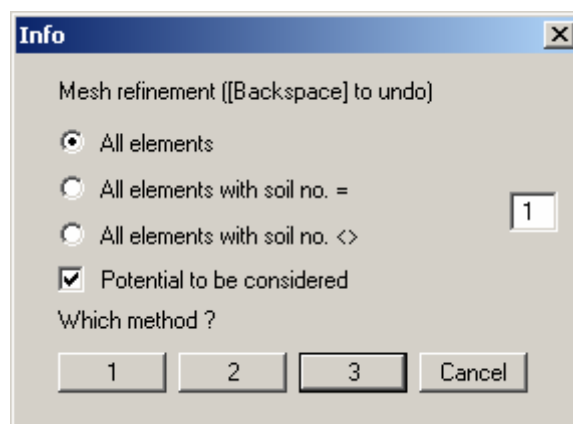 Info
Mesh refinement ([Backspace] to undo)
All elements
All elements with soil no. =
1
All elements with soil no. <>
Potential to be considered
Which method ?
1 2 3 Cancel